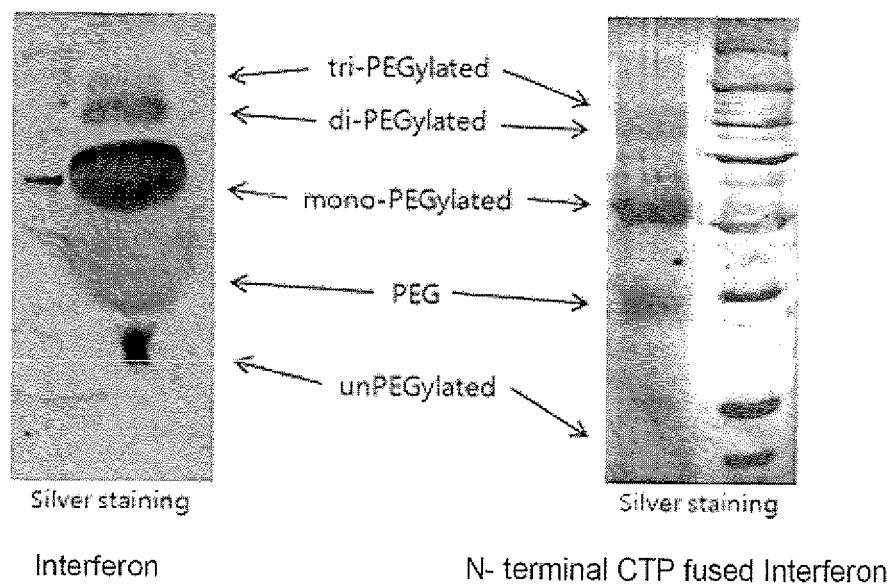 tri-PEGylated
di-PEGylated
mono-PEGylated
PEG
unPEGylated
Silver staining
Silver staining
Interferon
N- terminal CTP fused Interferon